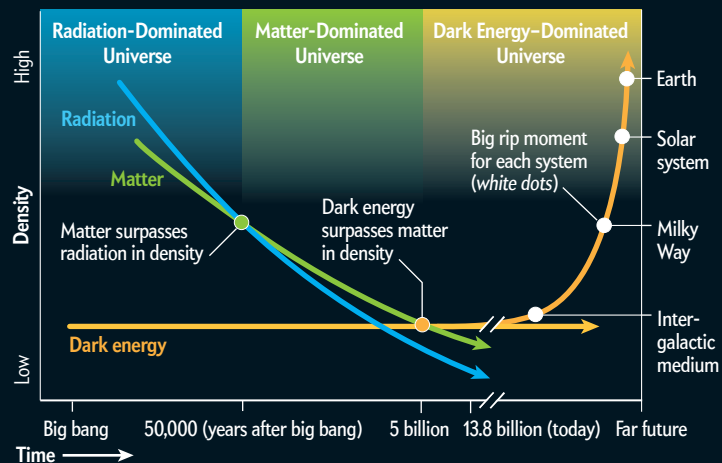 Radiation-Dominated
Universe
Matter-Dominated
Universe
Dark Energy–Dominated
Universe
High
Density
Low
Radiation
Matter
Matter surpasses
radiation in density
Dark energy
surpasses matter
in density
Big rip moment
for each system
(white dots)
Earth
Solar
system
Milky
Way
Inter-
galactic
medium
Dark energy
Big bang
50,000 (years after big bang)
5 billion
13.8 billion (today)
Far future
Time